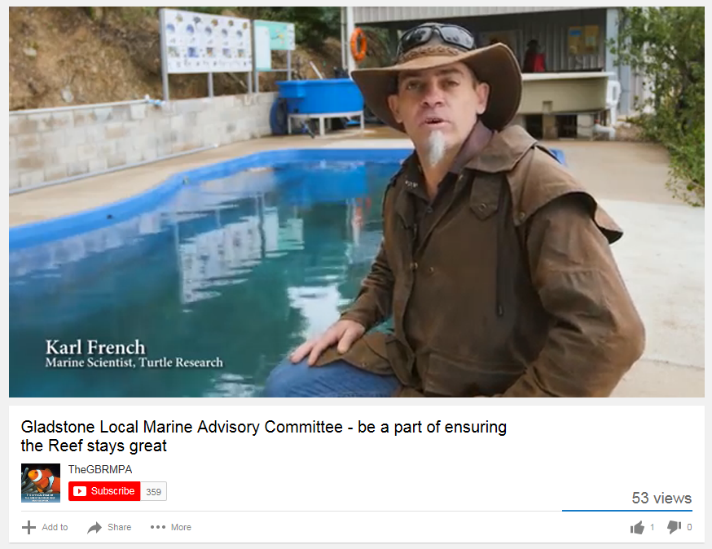 Karl French
Marine Scientist, Turtle Research
Gladstone Local Marine Advisory Committee - be a part of ensuring
the Reef stays great
TheGBRMPA
Subscribe 359
53 views
Add to Share More 1 0